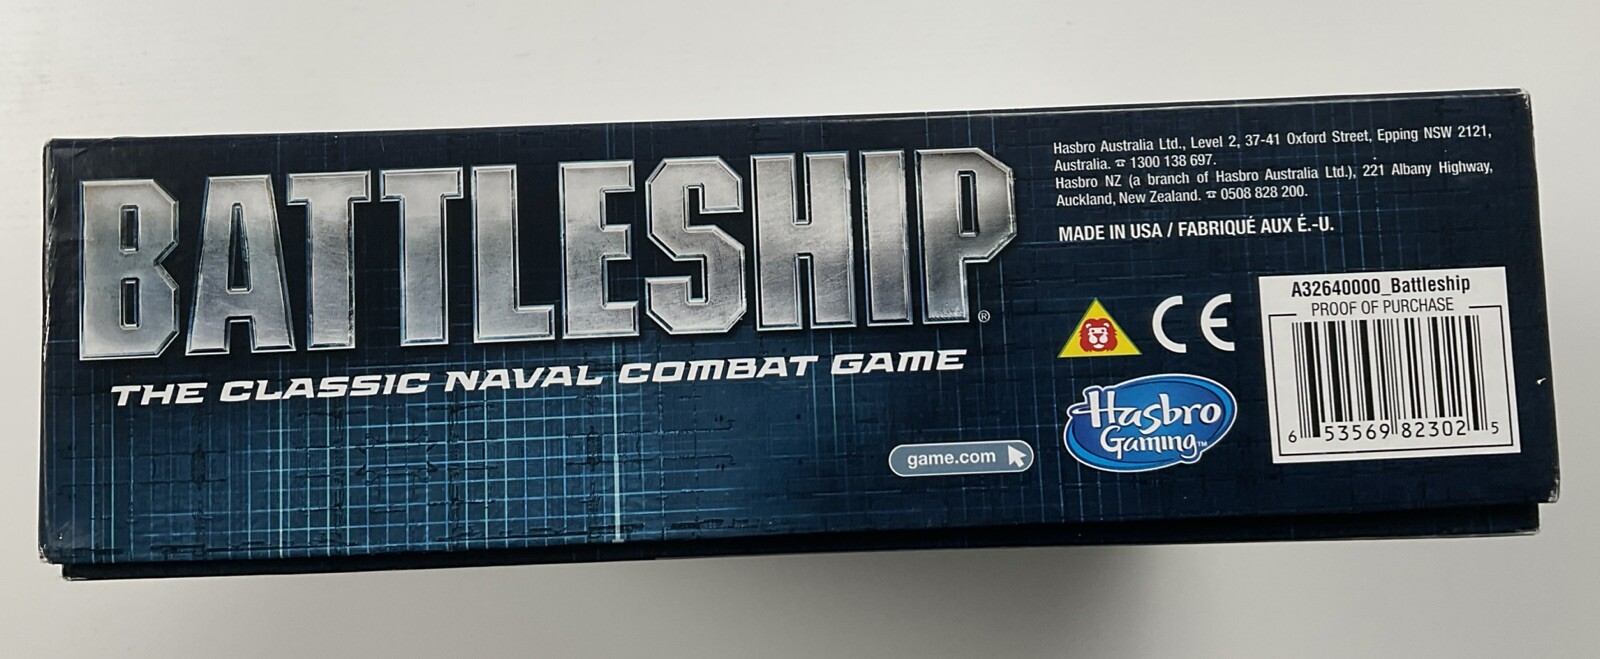 BATTLESHIP®
THE CLASSIC NAVAL COMBAT GAME
game.com
Hasbro Australia Ltd., Level 2, 37-41 Oxford Street, Epping NSW 2121,
Australia. ☎ 1300 138 697.
Hasbro NZ (a branch of Hasbro Australia Ltd.), 221 Albany Highway,
Auckland, New Zealand. ☎ 0508 828 200.
MADE IN USA / FABRIQUÉ AUX É.-U.
CE
Hasbro
Gaming™
A32640000_Battleship
PROOF OF PURCHASE
6 53569 82302 5